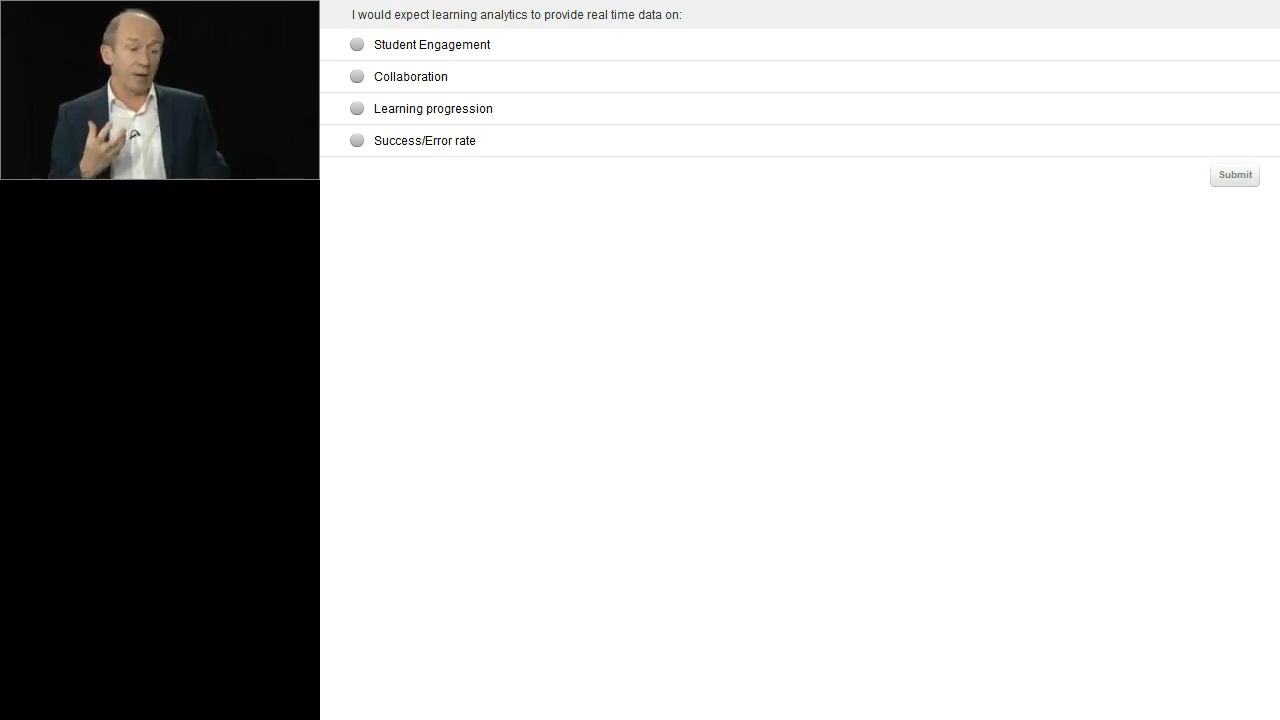 I would expect learning analytics to provide real time data on:
Student Engagement
Collaboration
Learning progression
Success/Error rate
Submit